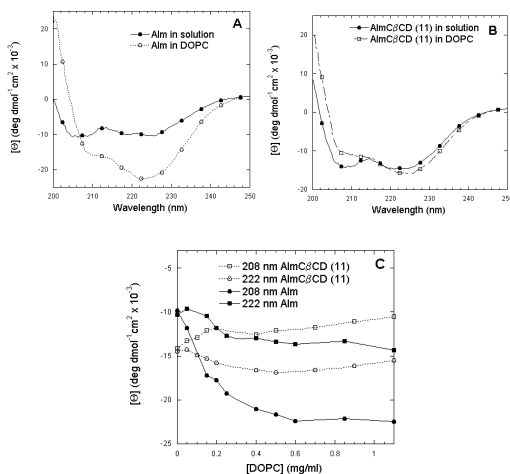 A
Alm in solution
Alm in DOPC
20
10
0
-10
-20
[Θ] (deg dmol⁻¹ cm² x 10⁻³)
200 210 220 230 240 250
Wavelength (nm)
B
AlmCβCD (11) in solution
AlmCβCD (11) in DOPC
20
15
10
5
0
-5
-10
-15
-20
[Θ] (deg dmol⁻¹ cm² x 10⁻³)
200 210 220 230 240 250
Wavelength (nm)
C
208 nm AlmCβCD (11)
222 nm AlmCβCD (11)
208 nm Alm
222 nm Alm
-5
-10
-15
-20
-25
[Θ] (deg dmol⁻¹ cm² x 10⁻³)
0 0.2 0.4 0.6 0.8 1
[DOPC] (mg/ml)